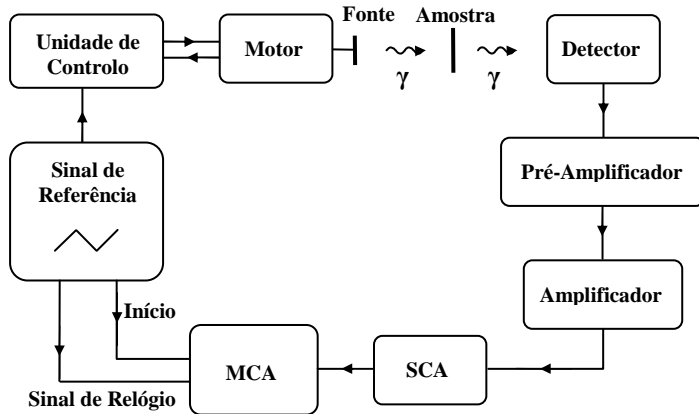 Fonte
Amostra
Unidade de
Controlo
Motor
γ
γ
Detector
Sinal de
Referência
Pré-Amplificador
Início
Amplificador
MCA
SCA
Sinal de Relógio